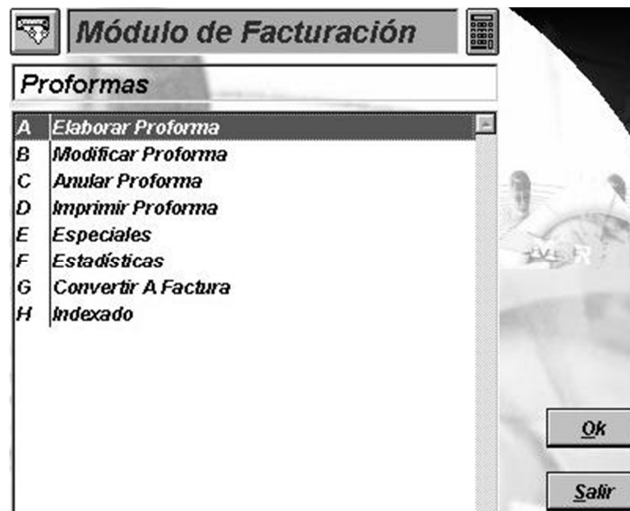 Módulo de Facturación
Proformas
A Elaborar Proforma
B Modificar Proforma
C Anular Proforma
D Imprimir Proforma
E Especiales
F Estadísticas
G Convertir A Factura
H Indexado
Ok
Salir